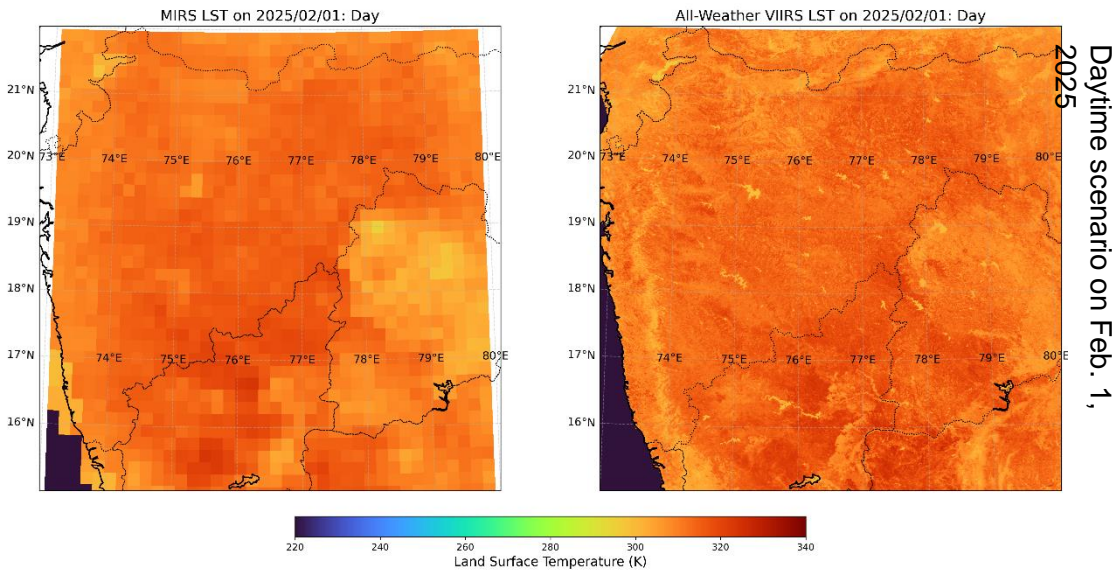 MIRS LST on 2025/02/01: Day
21°N
20°N
73°E 74°E 75°E 76°E 77°E 78°E 79°E 80°E
19°N
18°N
17°N
74°E 75°E 76°E 77°E 78°E 79°E 80°E
16°N
All-Weather VIIRS LST on 2025/02/01: Day
21°N
20°N
73°E 74°E 75°E 76°E 77°E 78°E 79°E 80°E
19°N
18°N
17°N
74°E 75°E 76°E 77°E 78°E 79°E 80°E
16°N
Daytime scenario on Feb. 1,
2025
220 240 260 280 300 320 340
Land Surface Temperature (K)